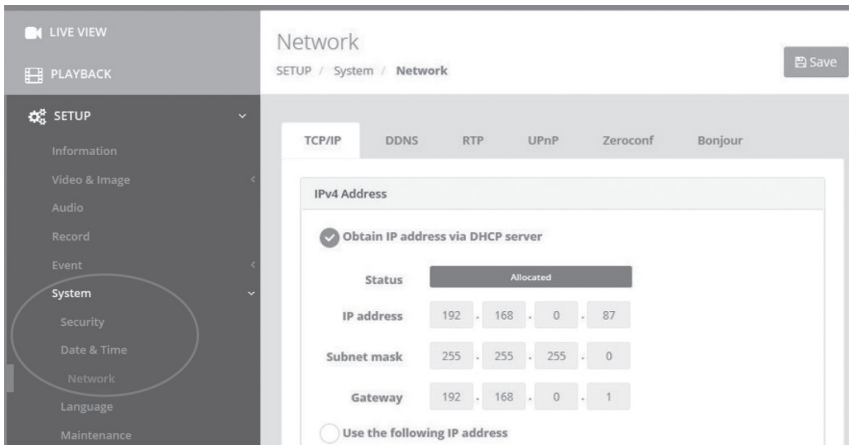 LIVE VIEW
PLAYBACK
SETUP
Information
Video & Image
Audio
Record
Event
System
Security
Date & Time
Network
Language
Maintenance
Network
SETUP / System / Network
Save
TCP/IP DDNS RTP UPnP Zeroconf Bonjour
IPv4 Address
Obtain IP address via DHCP server
Status Allocated
IP address 192 . 168 . 0 . 87
Subnet mask 255 . 255 . 255 . 0
Gateway 192 . 168 . 0 . 1
Use the following IP address